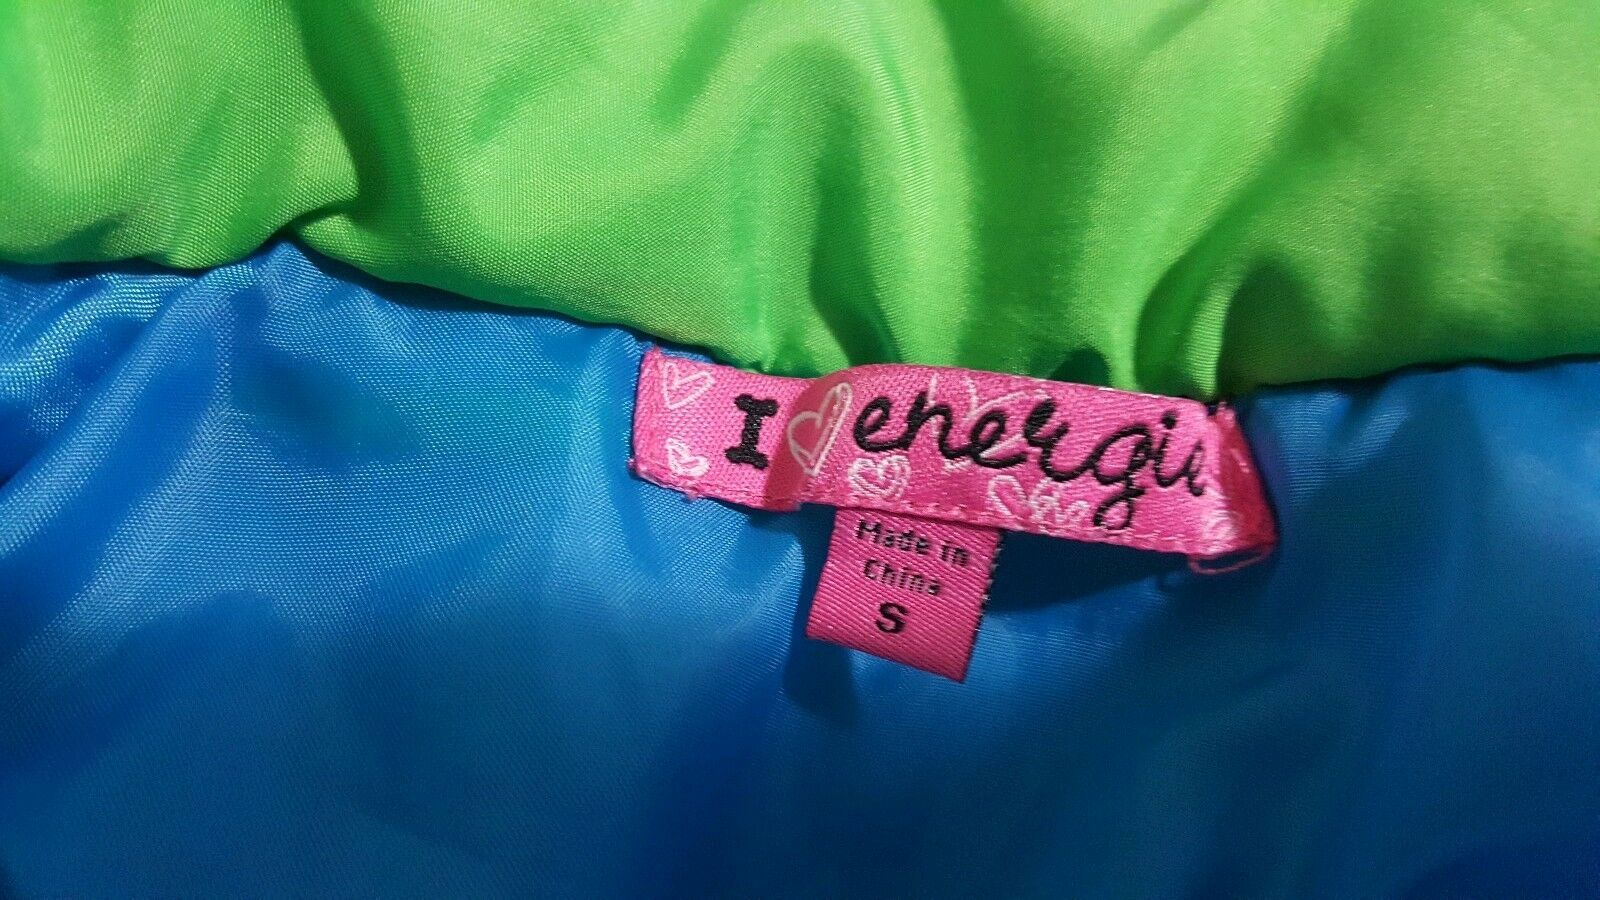 I energie
Made in
China
S